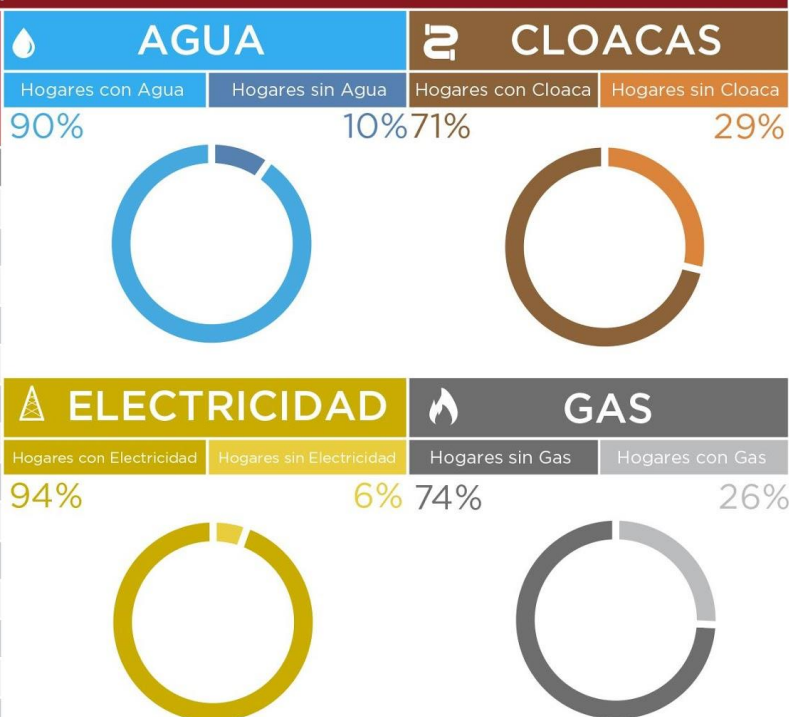 AGUA
CLOACAS
Hogares con Agua
Hogares sin Agua
Hogares con Cloaca
Hogares sin Cloaca
90%
10%
71%
29%
ELECTRICIDAD
GAS
Hogares con Electricidad
Hogares sin Electricidad
Hogares sin Gas
Hogares con Gas
94%
6%
74%
26%